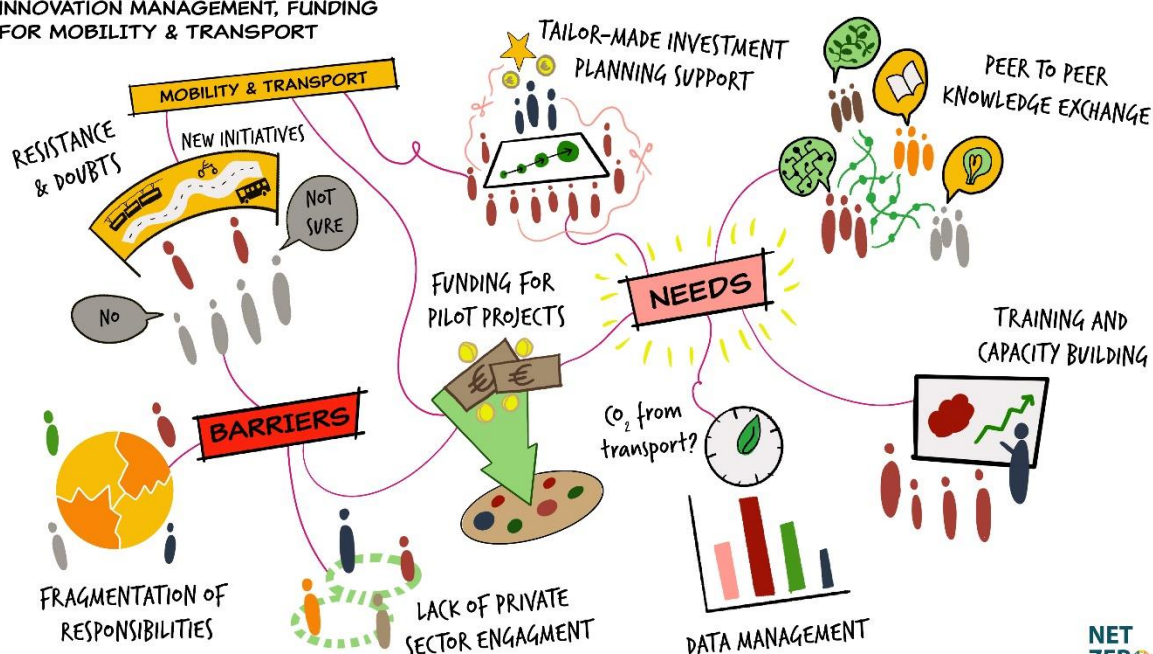 INNOVATION MANAGEMENT, FUNDING
FOR MOBILITY & TRANSPORT
MOBILITY & TRANSPORT
RESISTANCE
& DOUBTS
NEW INITIATIVES
NOT
SURE
NO
TAILOR-MADE INVESTMENT
PLANNING SUPPORT
PEER TO PEER
KNOWLEDGE EXCHANGE
NEEDS
FUNDING FOR
PILOT PROJECTS
€ €
TRAINING AND
CAPACITY BUILDING
BARRIERS
CO2 from
transport?
FRAGMENTATION OF
RESPONSIBILITIES
LACK OF PRIVATE
SECTOR ENGAGMENT
DATA MANAGEMENT
NET
ZERO